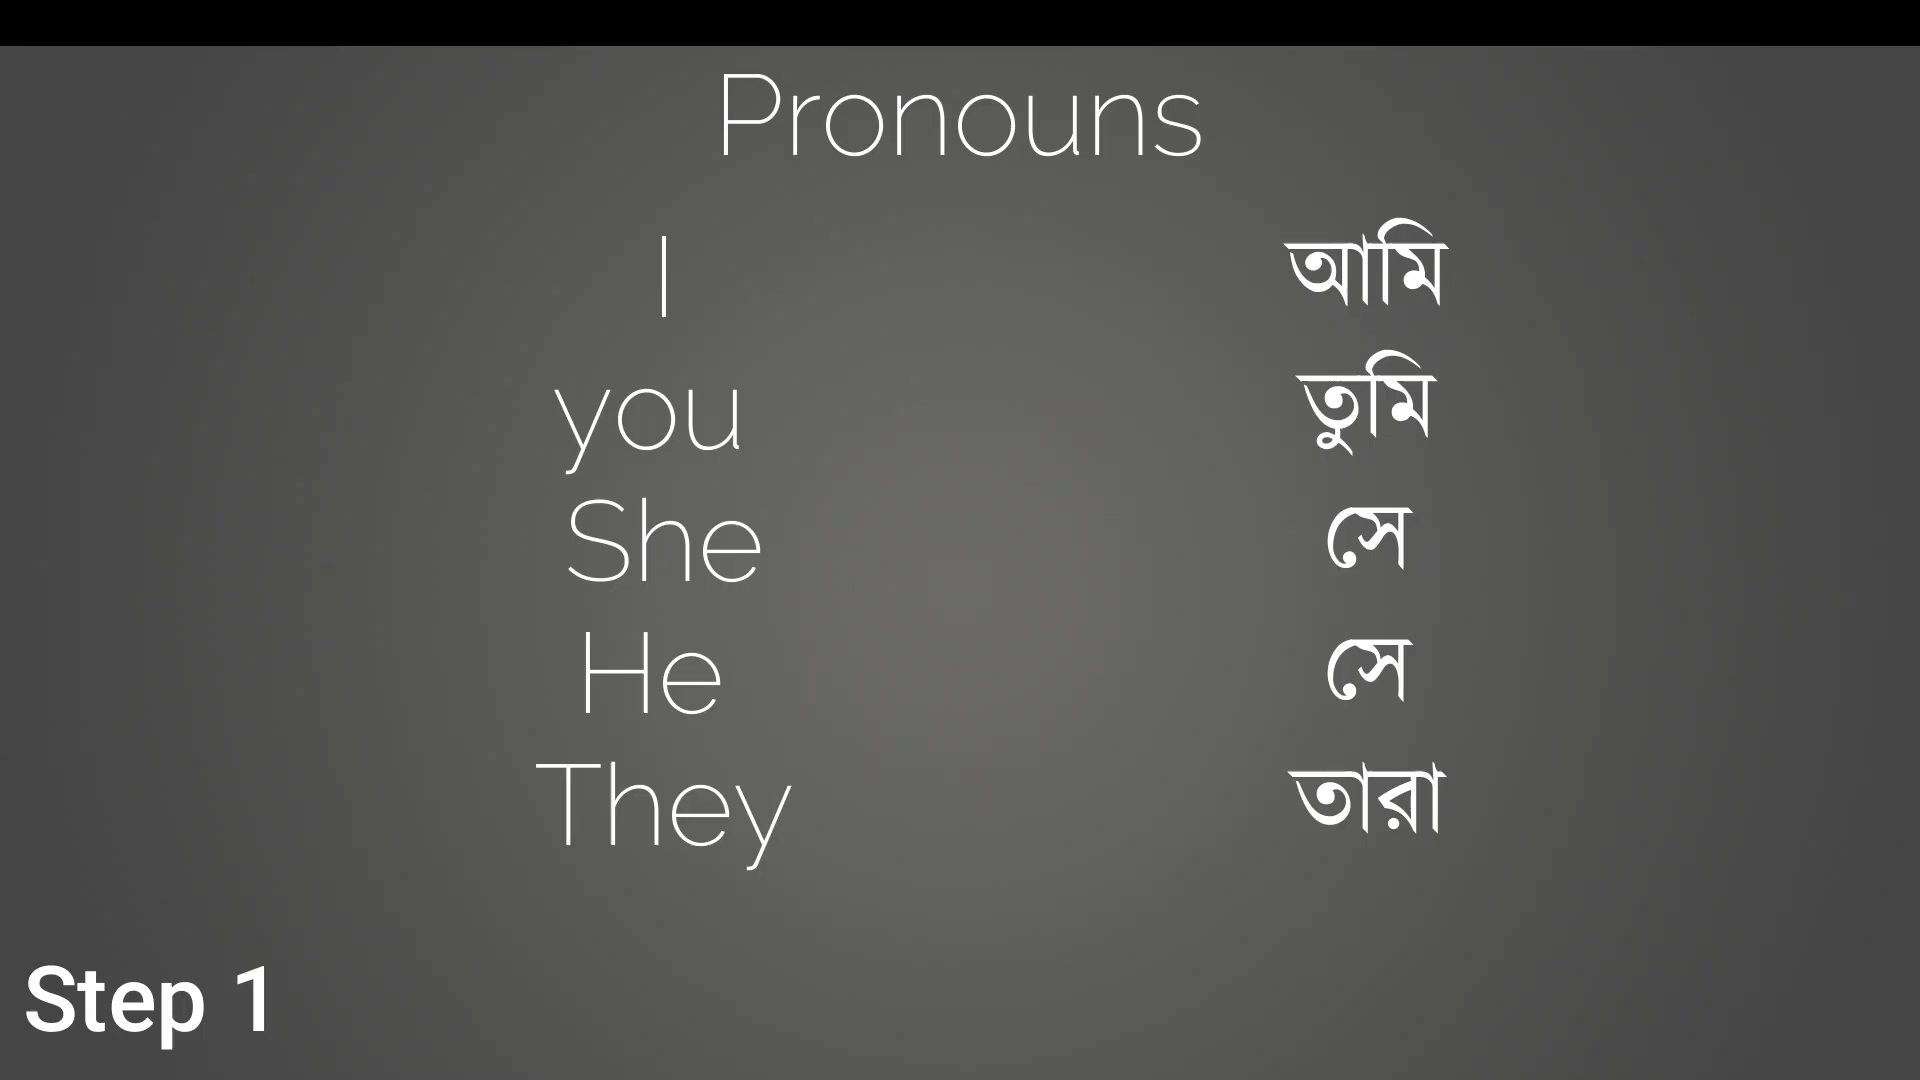 Pronouns
I আমি
you তুমি
She সে
He সে
They তারা
Step 1